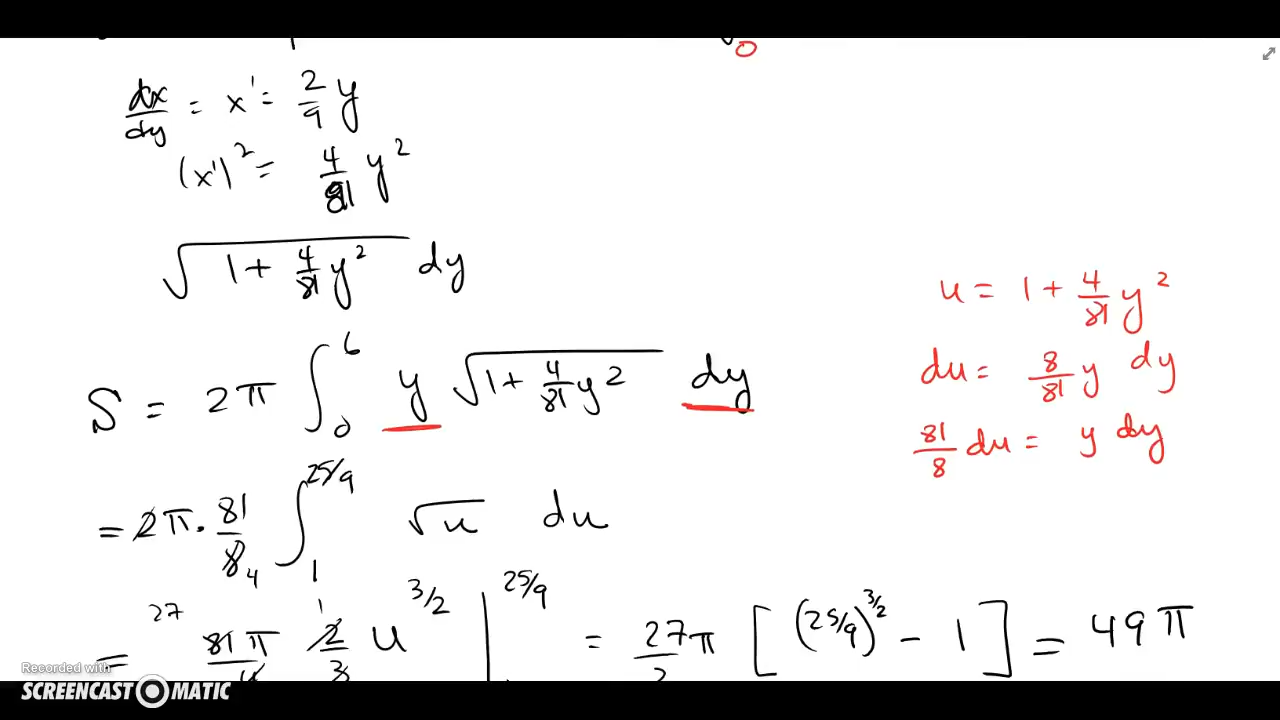 0
dx/dy = x' = 2/9 y
(x')² = 4/81 y²
√(1 + 4/81 y²) dy
u = 1 + 4/81 y²
du = 8/81 y dy
81/8 du = y dy
S = 2π ∫₀⁶ y √(1 + 4/81 y²) dy
= 2π · 81/8 4 ∫₁^(25/9) √u du
= 27 81π/4 1 2/3 u^(3/2) |^(25/9) = 27π/2 [(25/9)^(3/2) - 1] = 49π
Recorded with
SCREENCAST-O-MATIC